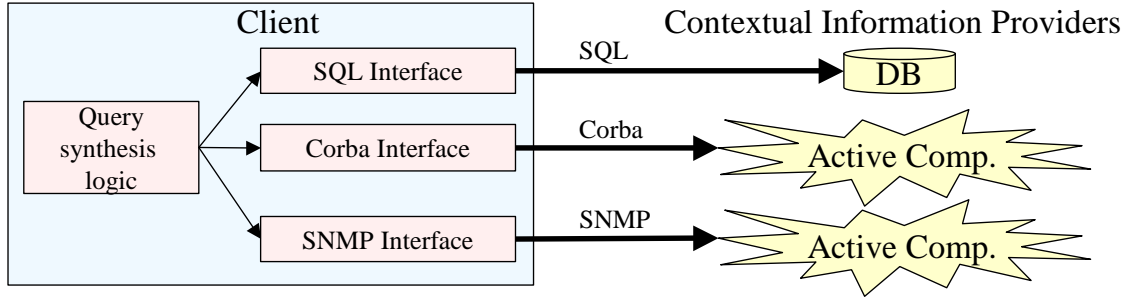 Client
Contextual Information Providers
SQL Interface
SQL
DB
Query
synthesis
logic
Corba Interface
Corba
Active Comp.
SNMP Interface
SNMP
Active Comp.